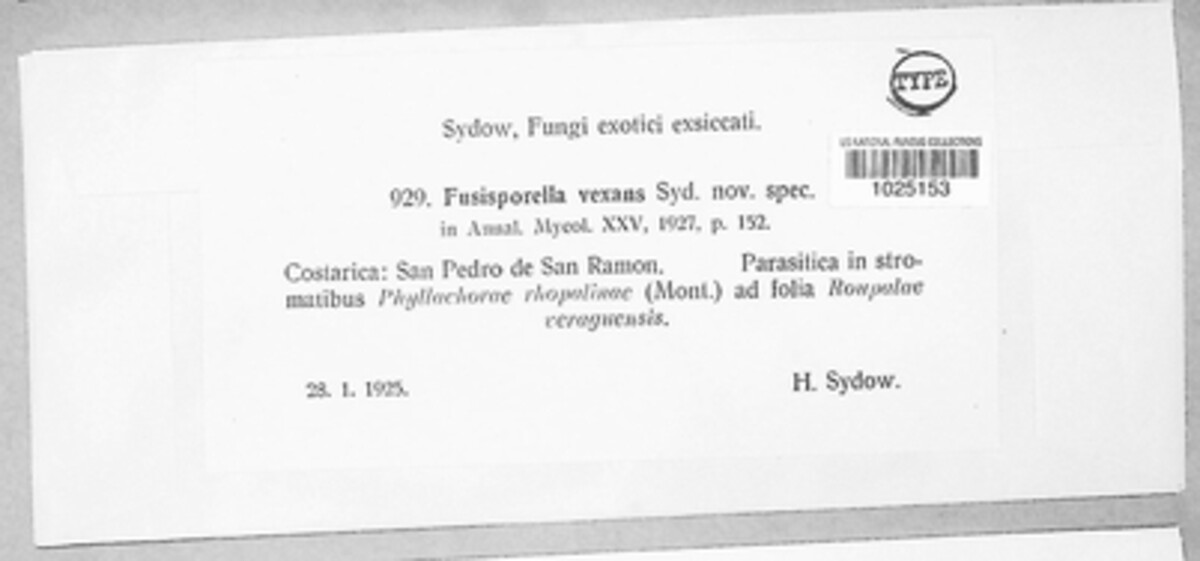 TYPE
Sydow, Fungi exotici exsiccati.
US NATIONAL FUNGUS COLLECTIONS
1025153
929. Fusisporella vexans Syd. nov. spec.
in Annal. Mycol. XXV, 1927, p. 152.
Costarica: San Pedro de San Ramon. Parasitica in stro-
matibus Phyllachorae rhopalinae (Mont.) ad folia Roupalae
veraguensis.
28. 1. 1925. H. Sydow.